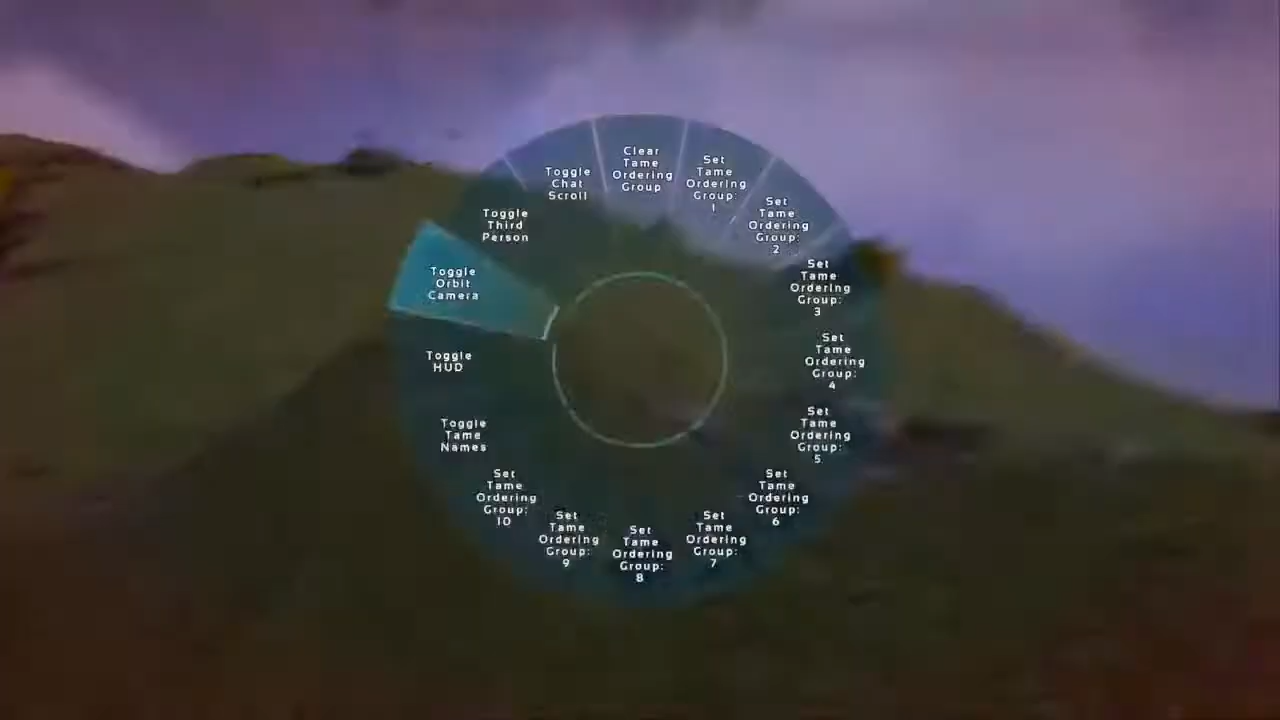 Clear
Tame
Ordering
Group
Set
Tame
Ordering
Group:
1
Set
Tame
Ordering
Group:
2
Set
Tame
Ordering
Group:
3
Set
Tame
Ordering
Group:
4
Set
Tame
Ordering
Group:
5
Set
Tame
Ordering
Group:
6
Set
Tame
Ordering
Group:
7
Set
Tame
Ordering
Group:
8
Set
Tame
Ordering
Group:
9
Set
Tame
Ordering
Group:
10
Toggle
Tame
Names
Toggle
HUD
Toggle
Orbit
Camera
Toggle
Third
Person
Toggle
Chat
Scroll